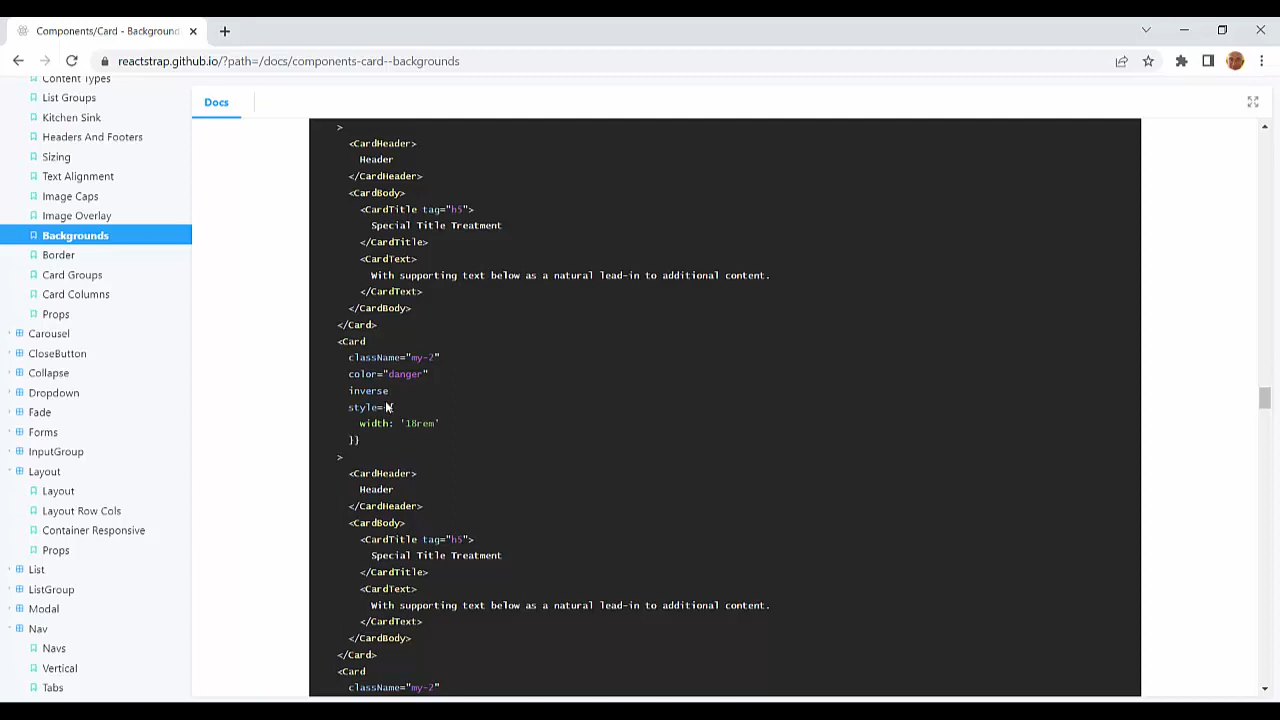 Components/Card - Background
reactstrap.github.io/?path=/docs/components-card--backgrounds
Content Types
List Groups
Kitchen Sink
Headers And Footers
Sizing
Text Alignment
Image Caps
Image Overlay
Backgrounds
Border
Card Groups
Card Columns
Props
Carousel
CloseButton
Collapse
Dropdown
Fade
Forms
InputGroup
Layout
Layout
Layout Row Cols
Container Responsive
Props
List
ListGroup
Modal
Nav
Navs
Vertical
Tabs
Docs
>
<CardHeader>
Header
</CardHeader>
<CardBody>
<CardTitle tag="h5">
Special Title Treatment
</CardTitle>
<CardText>
With supporting text below as a natural lead-in to additional content.
</CardText>
</CardBody>
</Card>
<Card
className="my-2"
color="danger"
inverse
style={{
width: '18rem'
}}
>
<CardHeader>
Header
</CardHeader>
<CardBody>
<CardTitle tag="h5">
Special Title Treatment
</CardTitle>
<CardText>
With supporting text below as a natural lead-in to additional content.
</CardText>
</CardBody>
</Card>
<Card
className="my-2"